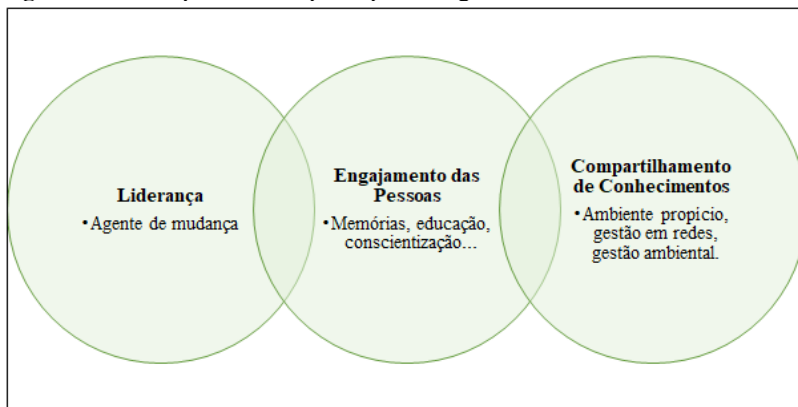 Liderança
•Agente de mudança
Engajamento das
Pessoas
•Memórias, educação,
conscientização...
Compartilhamento
de Conhecimentos
•Ambiente propício,
gestão em redes,
gestão ambiental.